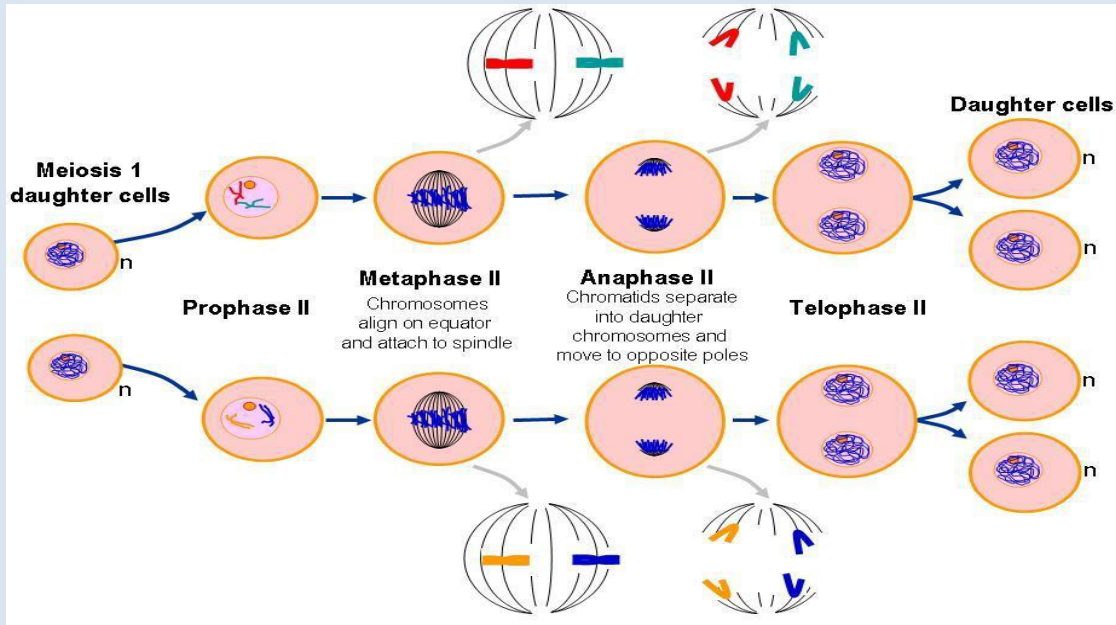 Daughter cells
n
Meiosis 1
daughter cells
n
n
Metaphase II
Chromosomes
align on equator
and attach to spindle
Anaphase II
Chromatids separate
into daughter
chromosomes and
move to opposite poles
Prophase II
Telophase II
n
n
n